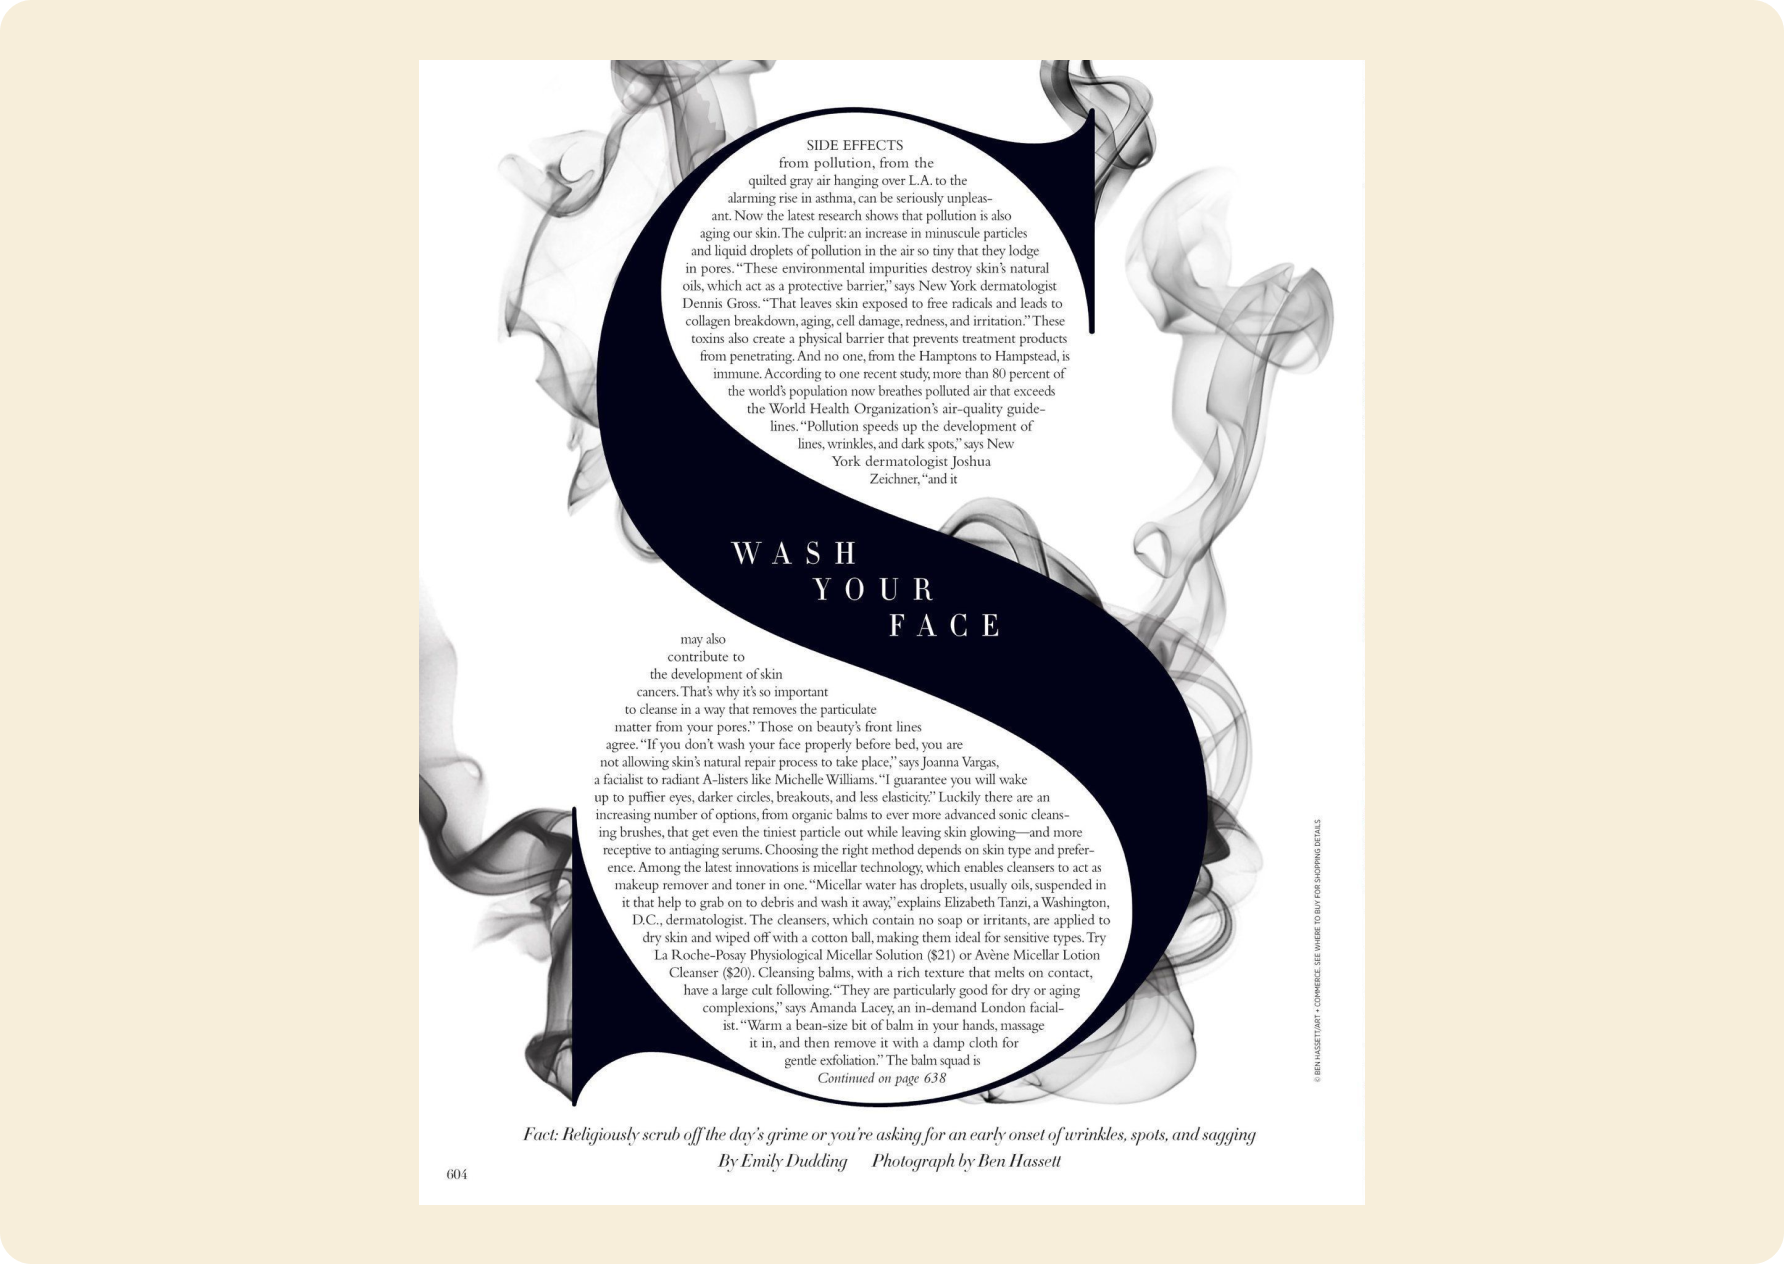 SIDE EFFECTS
from pollution, from the
quilted gray air hanging over L.A. to the
alarming rise in asthma, can be seriously unpleas-
ant. Now the latest research shows that pollution is also
aging our skin. The culprit: an increase in minuscule particles
and liquid droplets of pollution in the air so tiny that they lodge
in pores. “These environmental impurities destroy skin’s natural
oils, which act as a protective barrier,” says New York dermatologist
Dennis Gross. “That leaves skin exposed to free radicals and leads to
collagen breakdown, aging, cell damage, redness, and irritation.” These
toxins also create a physical barrier that prevents treatment products
from penetrating. And no one, from the Hamptons to Hampstead, is
immune. According to one recent study, more than 80 percent of
the world’s population now breathes polluted air that exceeds
the World Health Organization’s air-quality guide-
lines. “Pollution speeds up the development of
lines, wrinkles, and dark spots,” says New
York dermatologist Joshua
Zeichner, “and it
WASH
YOUR
FACE
may also
contribute to
the development of skin
cancers. That’s why it’s so important
to cleanse in a way that removes the particulate
matter from your pores.” Those on beauty’s front lines
agree. “If you don’t wash your face properly before bed, you are
not allowing skin’s natural repair process to take place,” says Joanna Vargas,
a facialist to radiant A-listers like Michelle Williams. “I guarantee you will wake
up to puffier eyes, darker circles, breakouts, and less elasticity.” Luckily there are an
increasing number of options, from organic balms to ever more advanced sonic cleans-
ing brushes, that get even the tiniest particle out while leaving skin glowing—and more
receptive to antiaging serums. Choosing the right method depends on skin type and prefer-
ence. Among the latest innovations is micellar technology, which enables cleansers to act as
makeup remover and toner in one. “Micellar water has droplets, usually oils, suspended in
it that help to grab on to debris and wash it away,” explains Elizabeth Tanzi, a Washington,
D.C., dermatologist. The cleansers, which contain no soap or irritants, are applied to
dry skin and wiped off with a cotton ball, making them ideal for sensitive types. Try
La Roche-Posay Physiological Micellar Solution ($21) or Avène Micellar Lotion
Cleanser ($20). Cleansing balms, with a rich texture that melts on contact,
have a large cult following. “They are particularly good for dry or aging
complexions,” says Amanda Lacey, an in-demand London facial-
ist. “Warm a bean-size bit of balm in your hands, massage
it in, and then remove it with a damp cloth for
gentle exfoliation.” The balm squad is
Continued on page 638
Fact: Religiously scrub off the day’s grime or you’re asking for an early onset of wrinkles, spots, and sagging
By Emily Dudding Photograph by Ben Hassett
604
© BEN HASSETT/ART + COMMERCE. SEE WHERE TO BUY FOR SHOPPING DETAILS